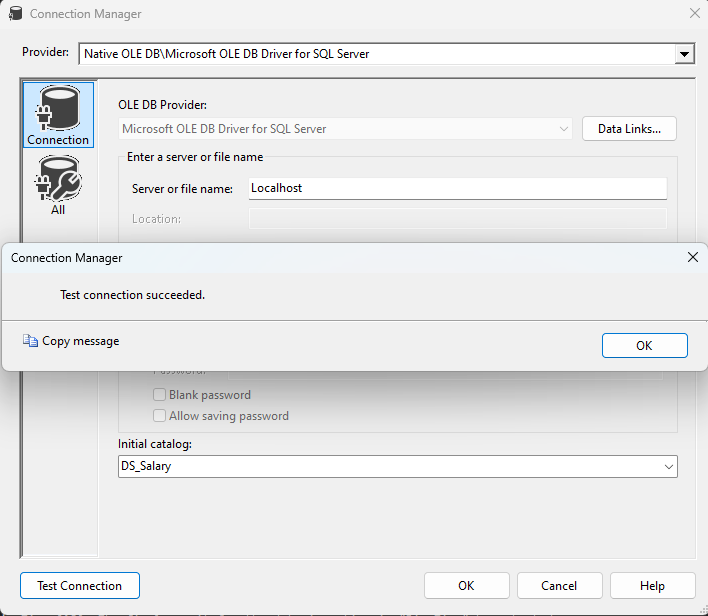 Connection Manager
Provider: Native OLE DB\Microsoft OLE DB Driver for SQL Server
Connection
All
OLE DB Provider:
Microsoft OLE DB Driver for SQL Server Data Links...
Enter a server or file name
Server or file name: Localhost
Location:
Connection Manager
Test connection succeeded.
Copy message OK
Password:
Blank password
Allow saving password
Initial catalog:
DS_Salary
Test Connection OK Cancel Help